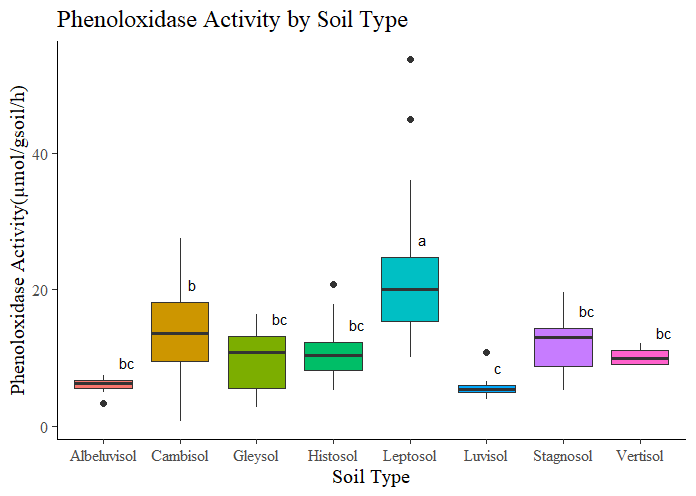 Phenoloxidase Activity by Soil Type
Phenoloxidase Activity(μmol/gsoil/h)
40
20
0
bc
b
bc
bc
a
c
bc
bc
Albeluvisol Cambisol Gleysol Histosol Leptosol Luvisol Stagnosol Vertisol
Soil Type